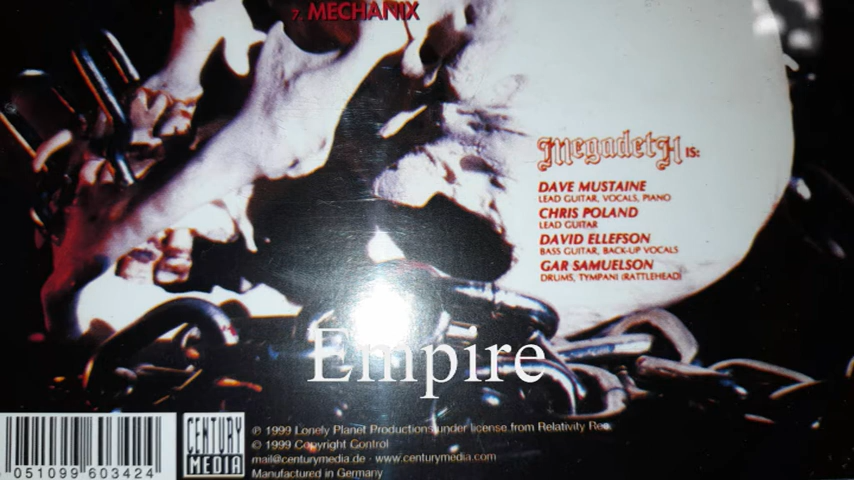 7. MECHANIX
Megadeth IS:
DAVE MUSTAINE
LEAD GUITAR, VOCALS, PIANO
CHRIS POLAND
LEAD GUITAR
DAVID ELLEFSON
BASS GUITAR, BACK-UP VOCALS
GAR SAMUELSON
DRUMS, TYMPANI (RATTLEHEAD)
Empire
051099 603424
CENTURY
MEDIA
℗ 1999 Lonely Planet Productions under license from Relativity Rec.
© 1999 Copyright Control
mail@centurymedia.de · www.centurymedia.com
Manufactured in Germany